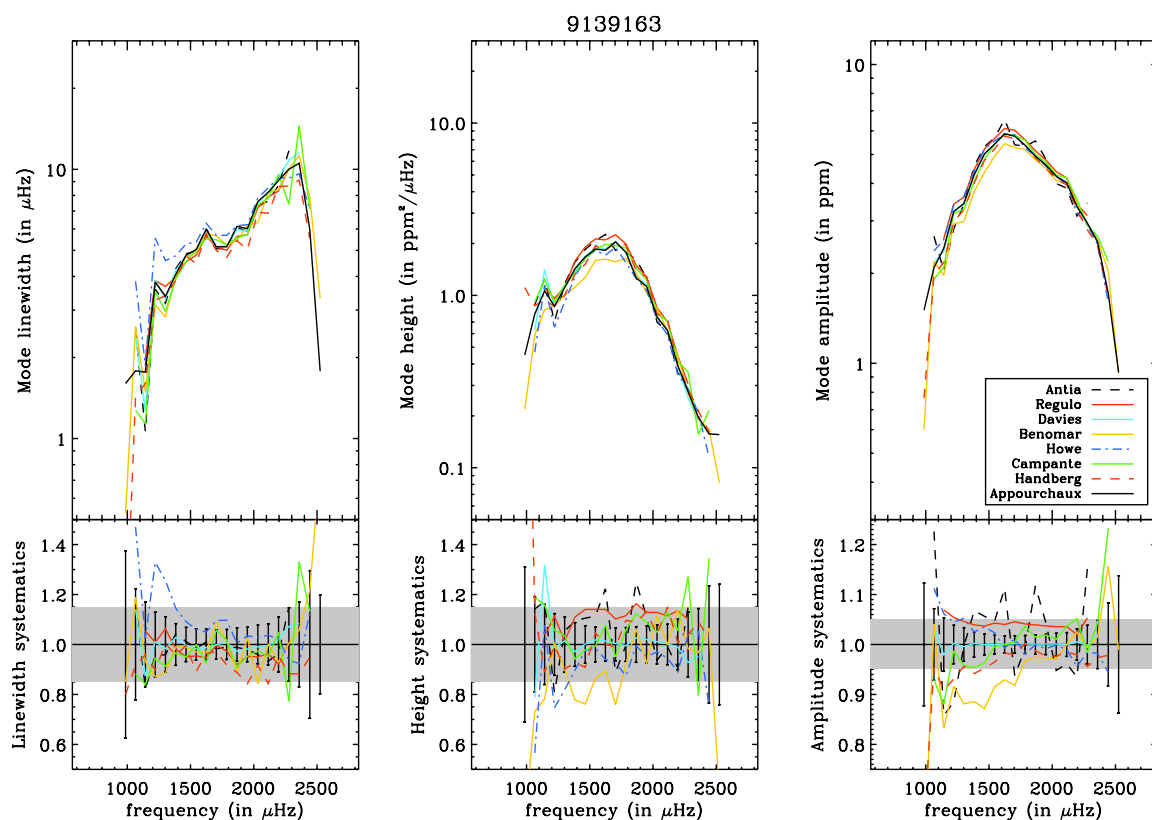 9139163
Mode linewidth (in μHz)
10
1
Mode height (in ppm²/μHz)
10.0
1.0
0.1
Mode amplitude (in ppm)
10
1
Antia
Regulo
Davies
Benomar
Howe
Campante
Handberg
Appourchaux
Linewidth systematics
1.4
1.2
1.0
0.8
0.6
1000 1500 2000 2500
frequency (in μHz)
Height systematics
1.4
1.2
1.0
0.8
0.6
1000 1500 2000 2500
frequency (in μHz)
Amplitude systematics
1.2
1.1
1.0
0.9
0.8
1000 1500 2000 2500
frequency (in μHz)